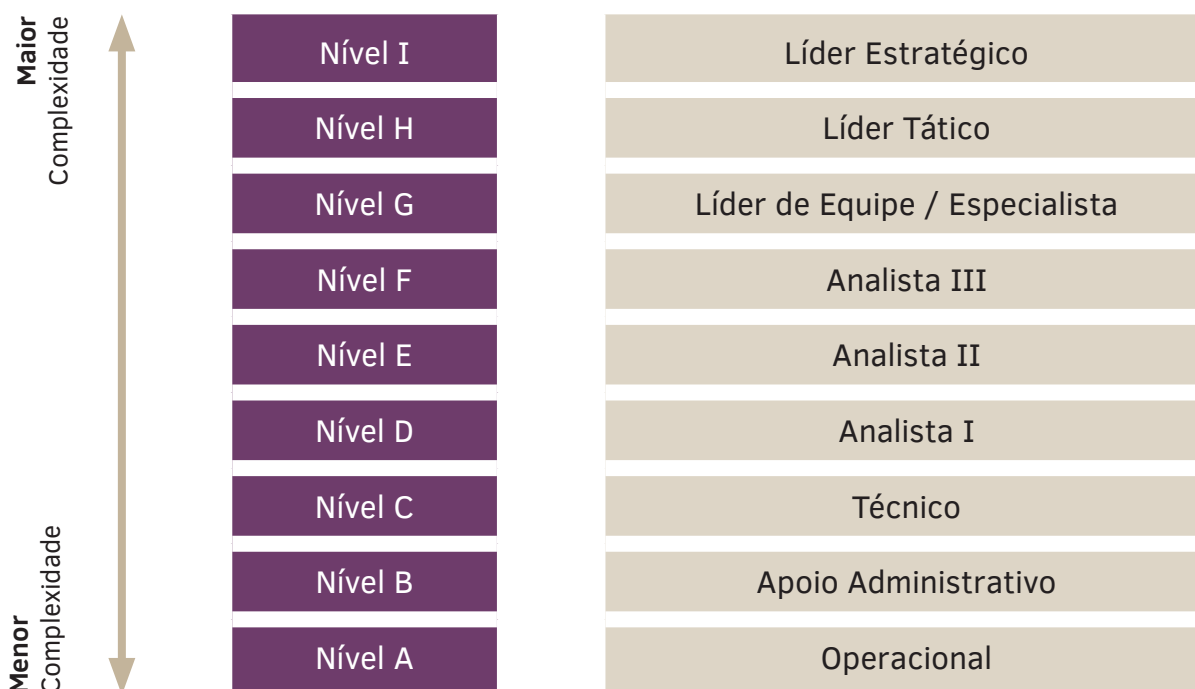 Maior
Complexidade
Nível I
Líder Estratégico
Nível H
Líder Tático
Nível G
Líder de Equipe / Especialista
Nível F
Analista III
Nível E
Analista II
Nível D
Analista I
Nível C
Técnico
Nível B
Apoio Administrativo
Nível A
Operacional
Menor
Complexidade